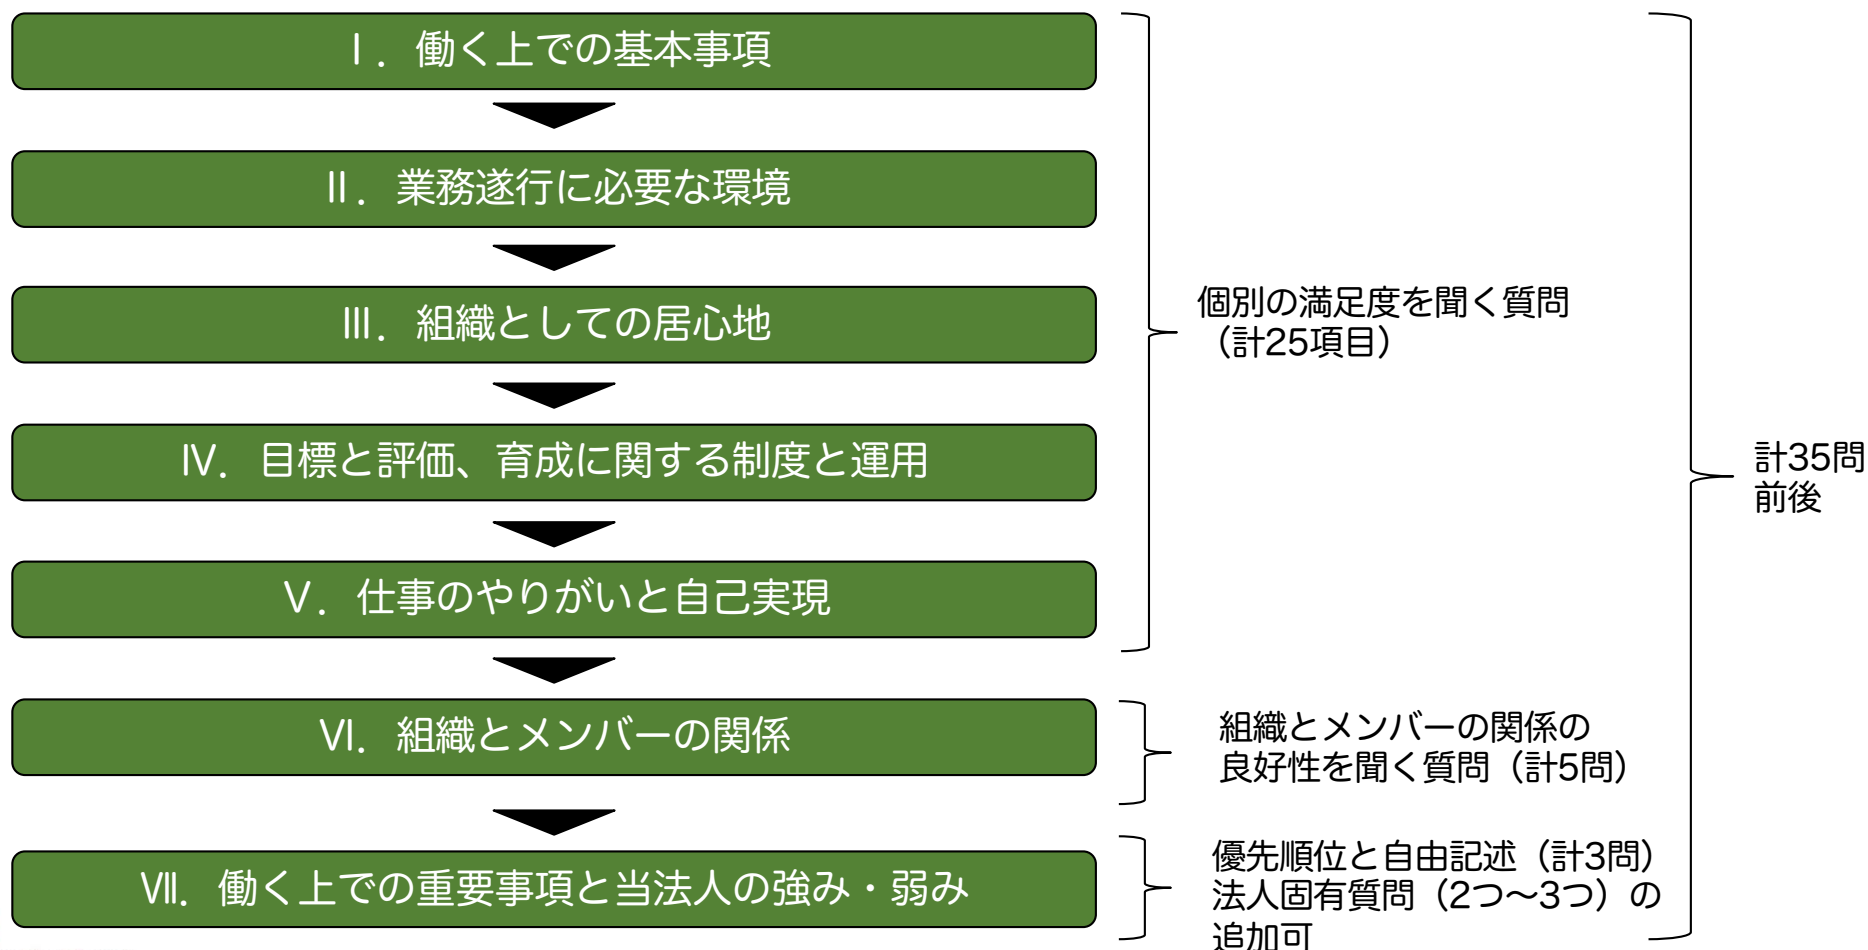 Ⅰ．働く上での基本事項
Ⅱ．業務遂行に必要な環境
Ⅲ．組織としての居心地
Ⅳ．目標と評価、育成に関する制度と運用
Ⅴ．仕事のやりがいと自己実現
Ⅵ．組織とメンバーの関係
Ⅶ．働く上での重要事項と当法人の強み・弱み
個別の満足度を聞く質問
（計25項目）
組織とメンバーの関係の
良好性を聞く質問（計5問）
優先順位と自由記述（計3問）
法人固有質問（2つ～3つ）の
追加可
計35問
前後